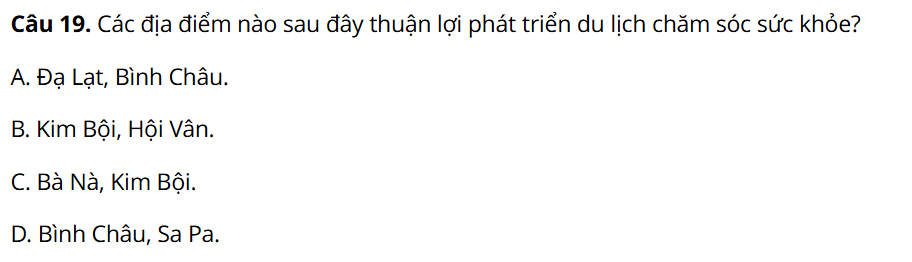 Câu 19. Các địa điểm nào sau đây thuận lợi phát triển du lịch chăm sóc sức khỏe?
A. Đạ Lạt, Bình Châu.
B. Kim Bội, Hội Vân.
C. Bà Nà, Kim Bội.
D. Bình Châu, Sa Pa.